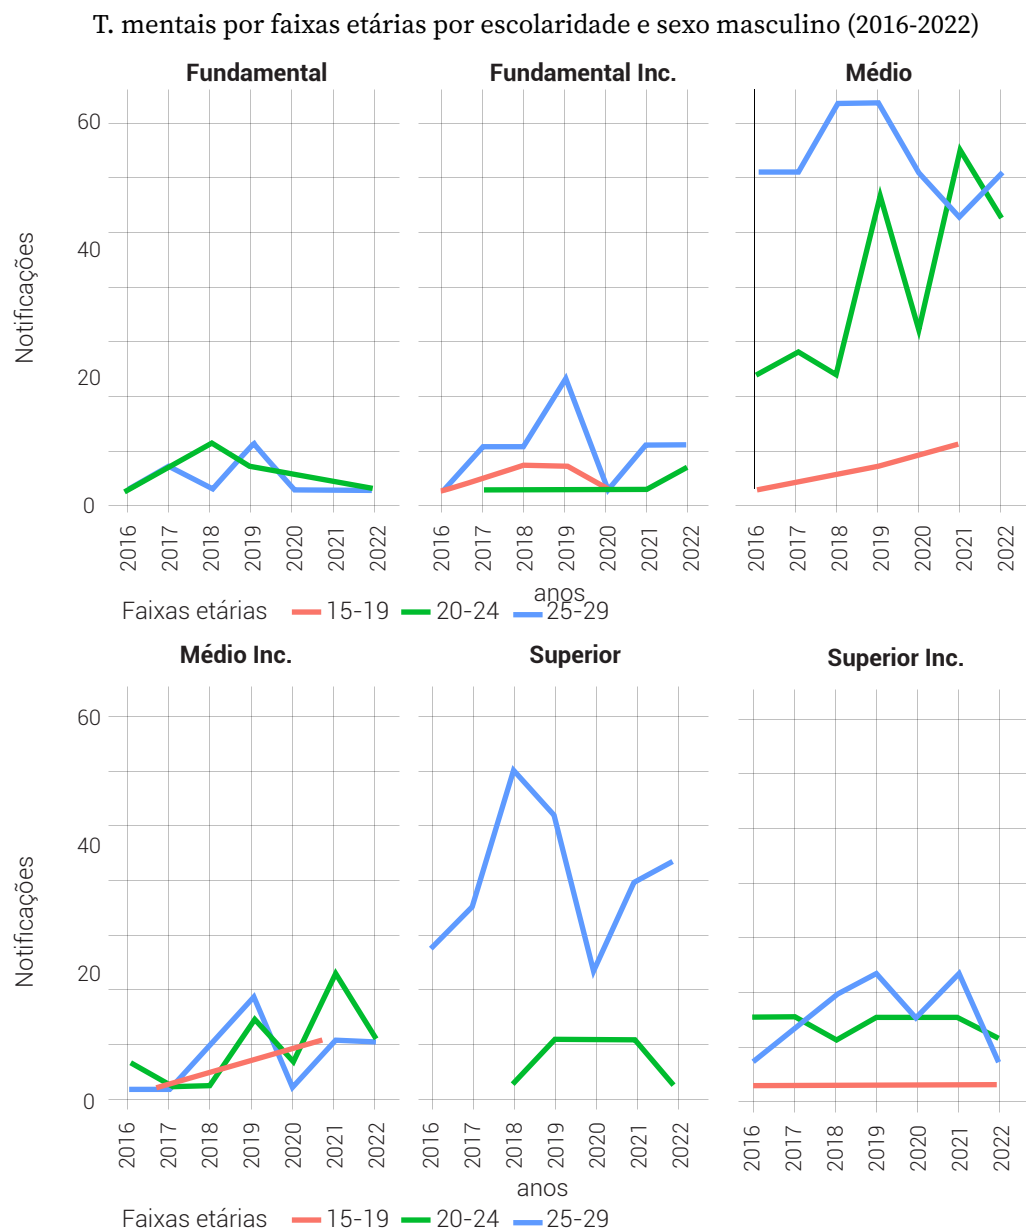 T. mentais por faixas etárias por escolaridade e sexo masculino (2016-2022)
Fundamental
Fundamental Inc.
Médio
Notificações
60
40
20
0
2016 2017 2018 2019 2020 2021 2022
2016 2017 2018 2019 2020 2021 2022
2016 2017 2018 2019 2020 2021 2022
anos
Faixas etárias 15-19 20-24 25-29
Médio Inc.
Superior
Superior Inc.
Notificações
60
40
20
0
2016 2017 2018 2019 2020 2021 2022
2016 2017 2018 2019 2020 2021 2022
2016 2017 2018 2019 2020 2021 2022
anos
Faixas etárias 15-19 20-24 25-29